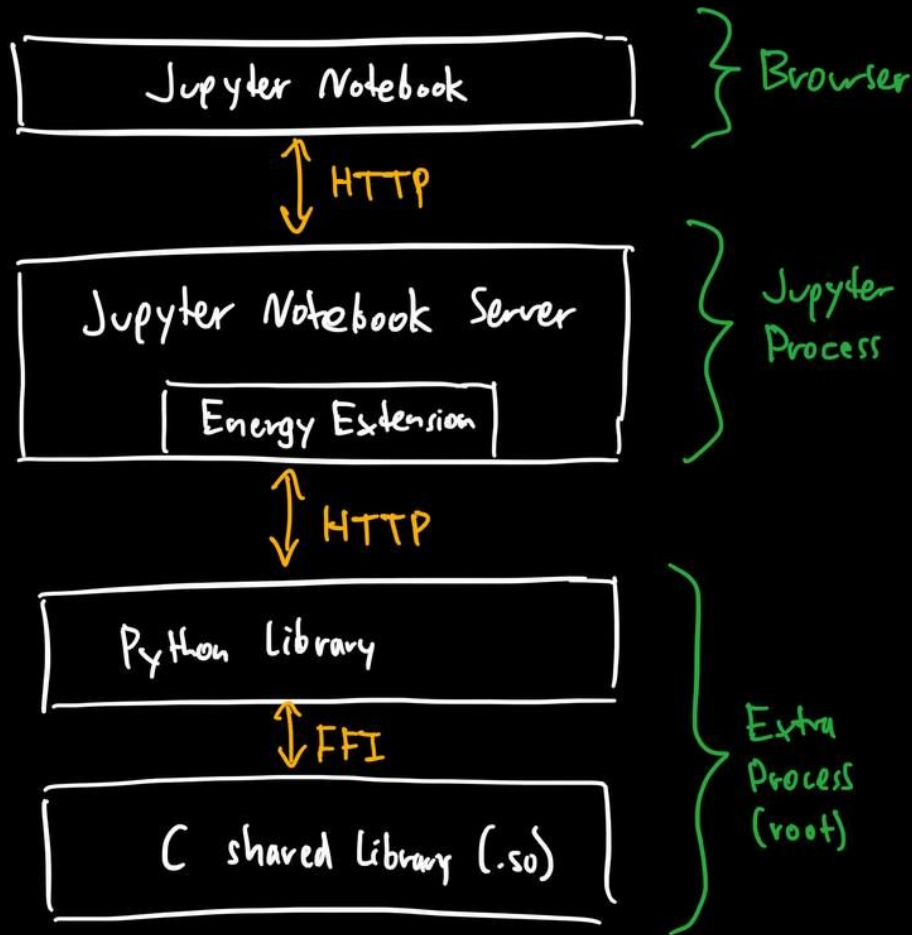 Jupyter Notebook
Browser
HTTP
Jupyter Notebook Server
Jupyter
Process
Energy Extension
HTTP
Python Library
FFI
Extra
Process
(root)
C shared Library (.so)